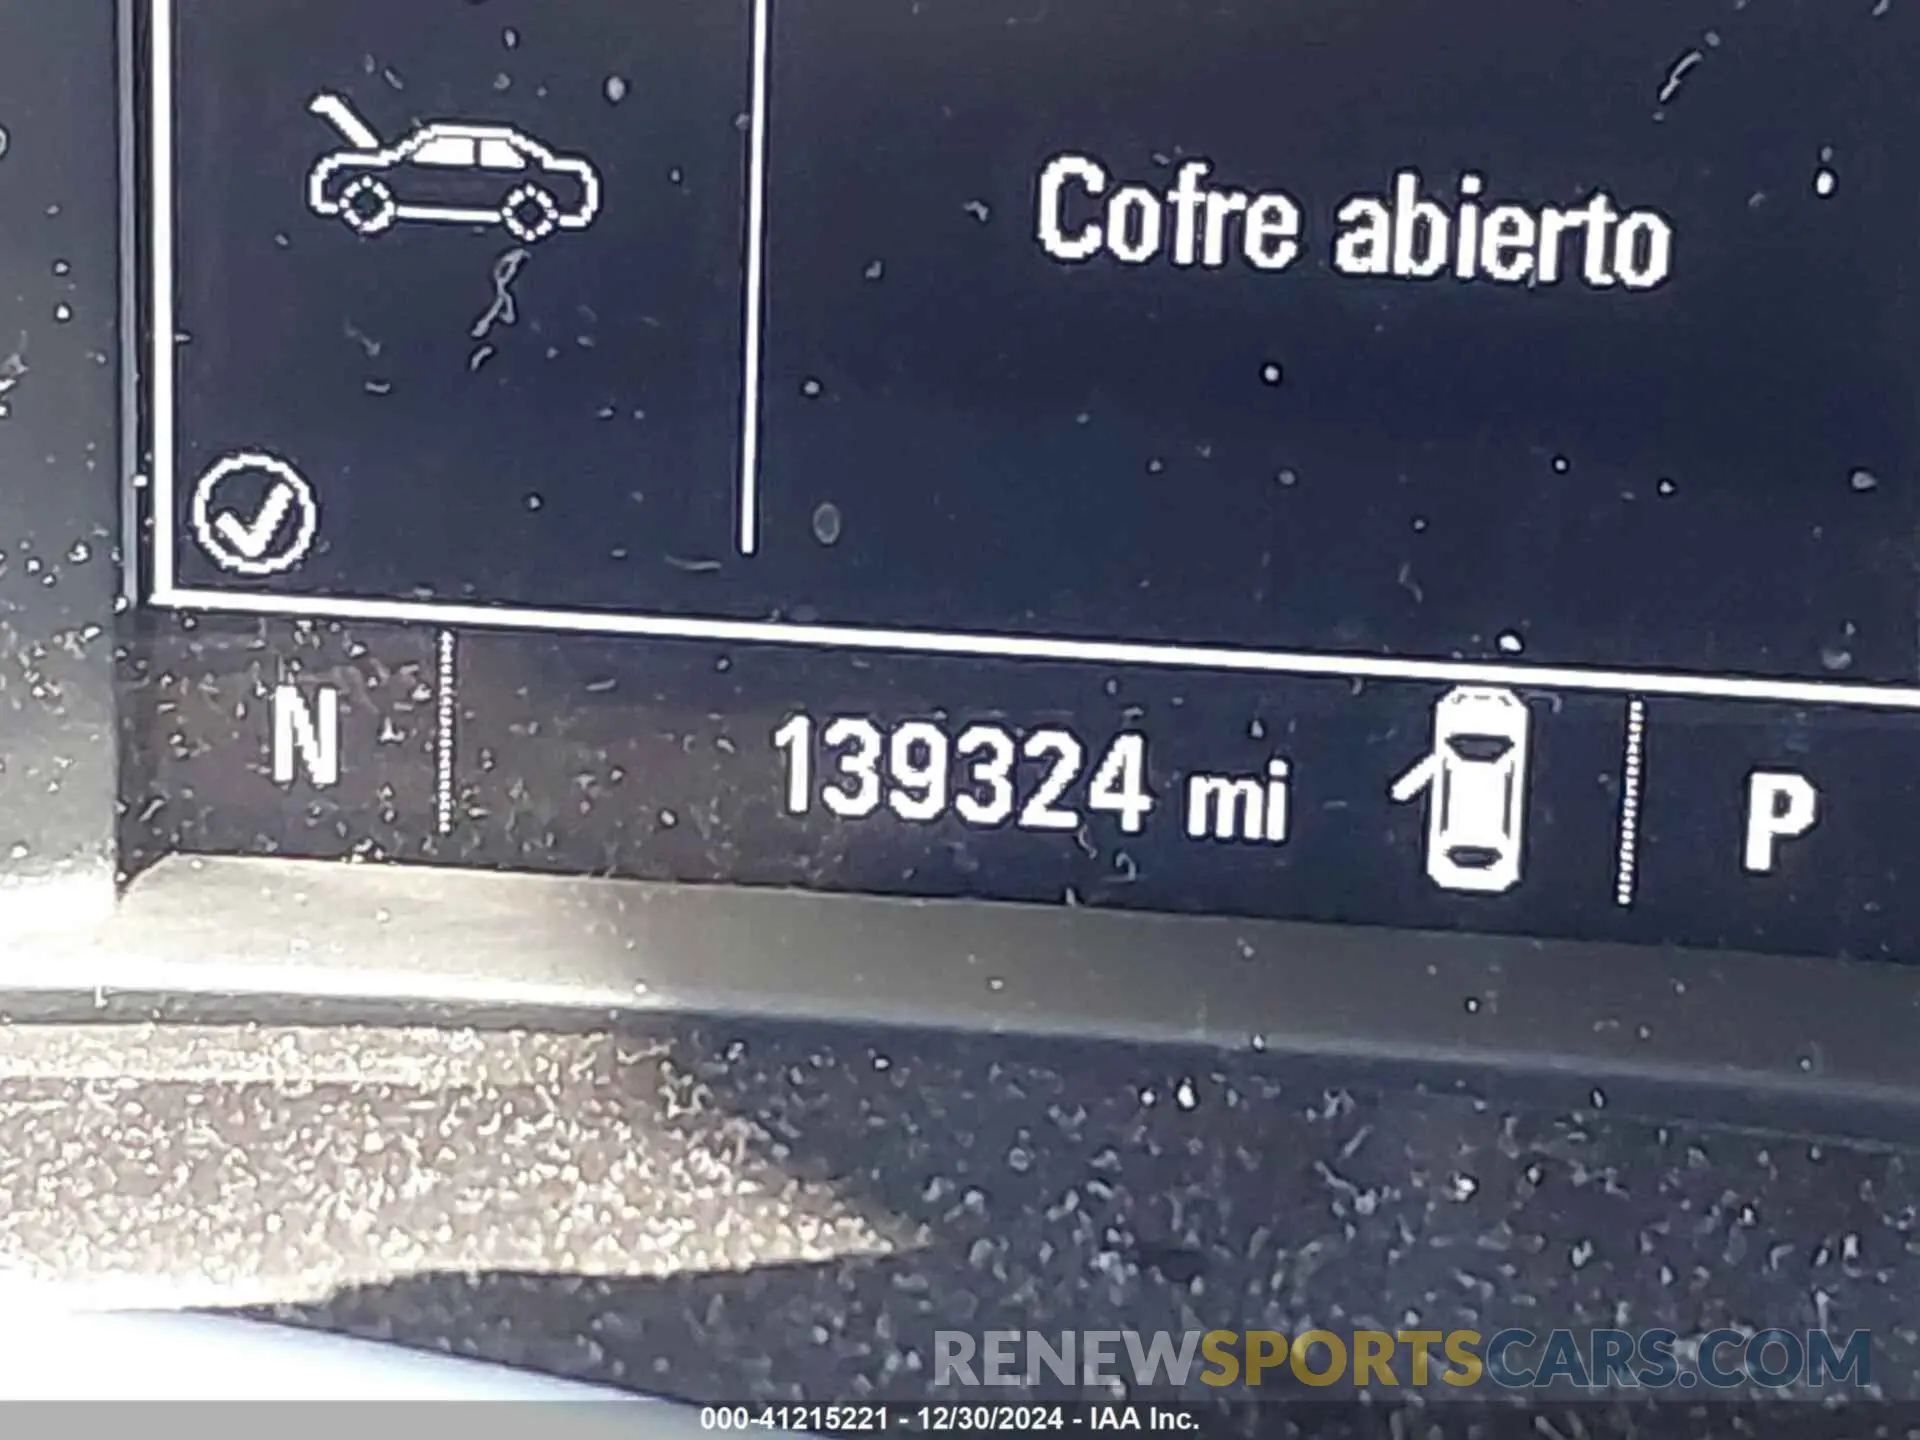 Cofre abierto
N 139324 mi P
RENEWSPORTSCARS.COM
000-41215221 - 12/30/2024 - IAA Inc.